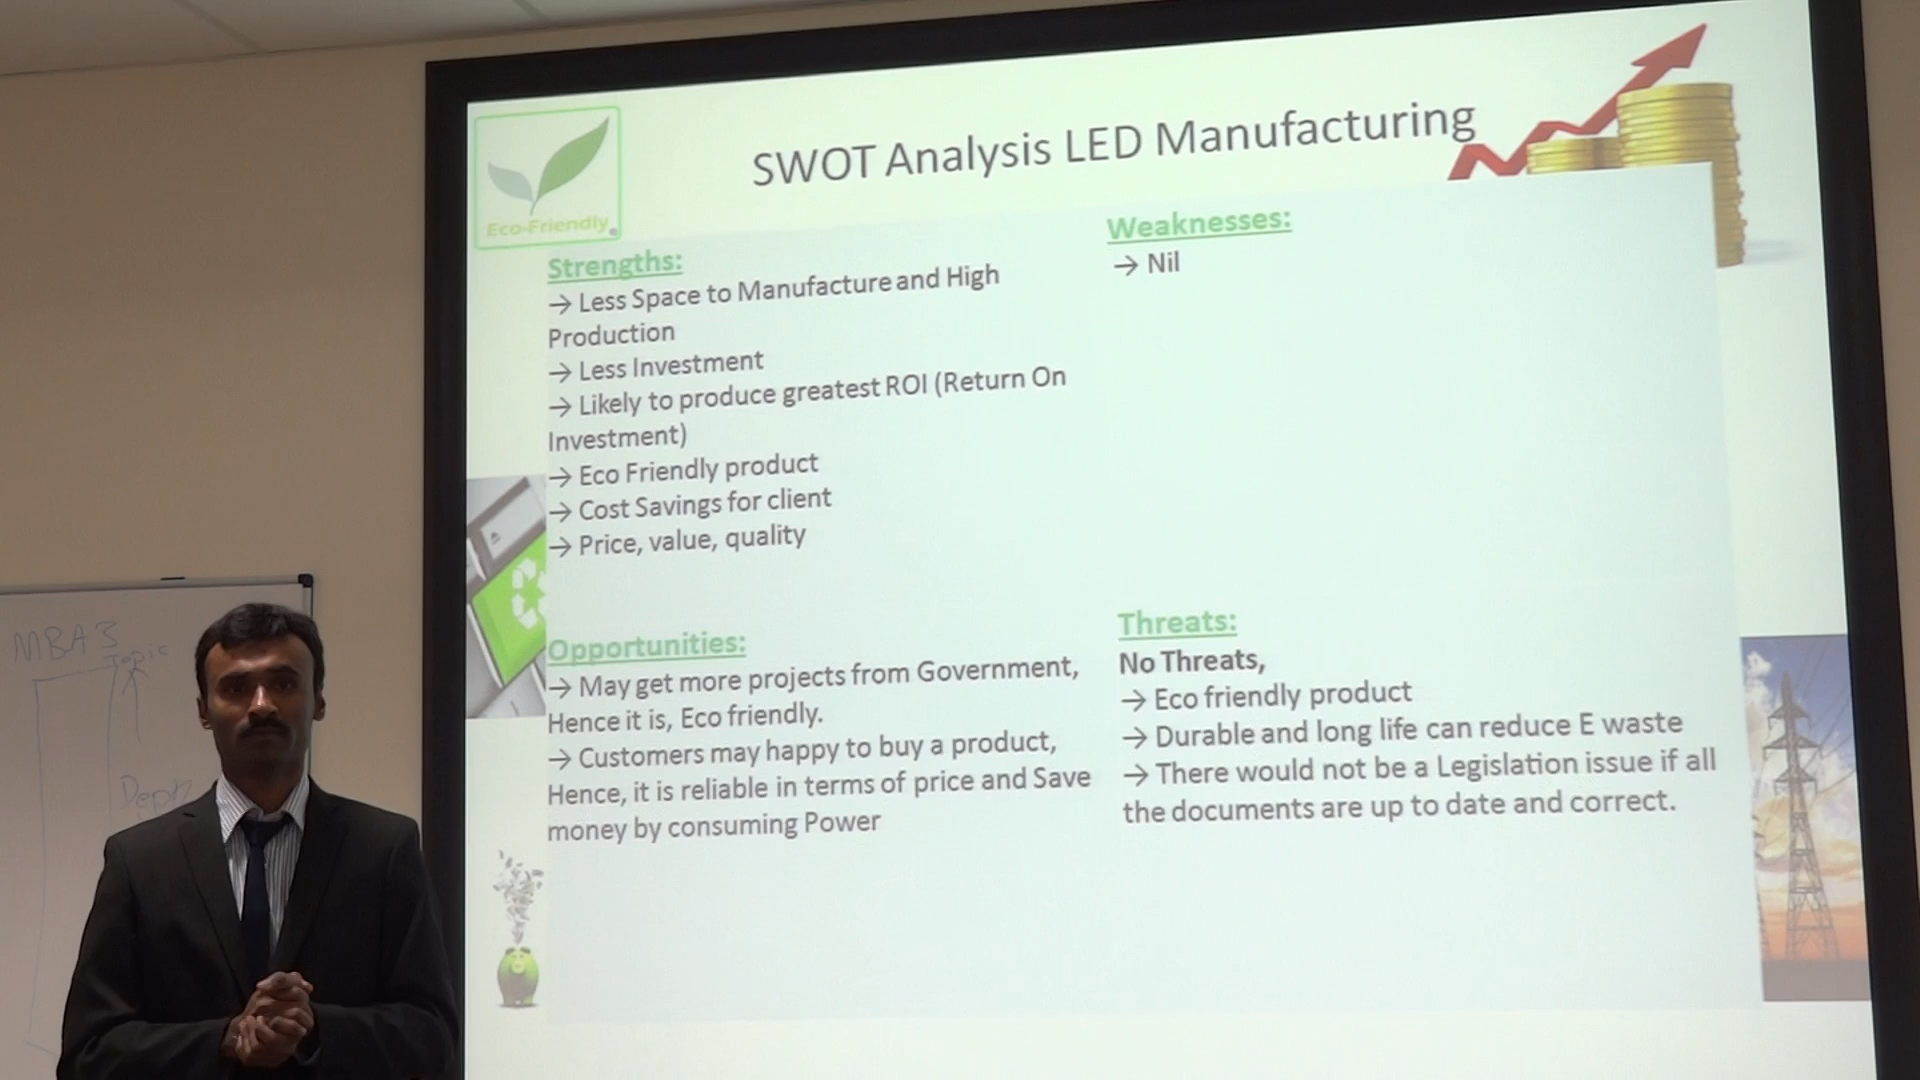 SWOT Analysis LED Manufacturing
Eco-Friendly
Strengths:
→ Less Space to Manufacture and High
Production
→ Less Investment
→ Likely to produce greatest ROI (Return On
Investment)
→ Eco Friendly product
→ Cost Savings for client
→ Price, value, quality
Weaknesses:
→ Nil
Opportunities:
→ May get more projects from Government,
Hence it is, Eco friendly.
→ Customers may happy to buy a product,
Hence, it is reliable in terms of price and Save
money by consuming Power
Threats:
No Threats,
→ Eco friendly product
→ Durable and long life can reduce E waste
→ There would not be a Legislation issue if all
the documents are up to date and correct.
MBA 3
Topic
Depth